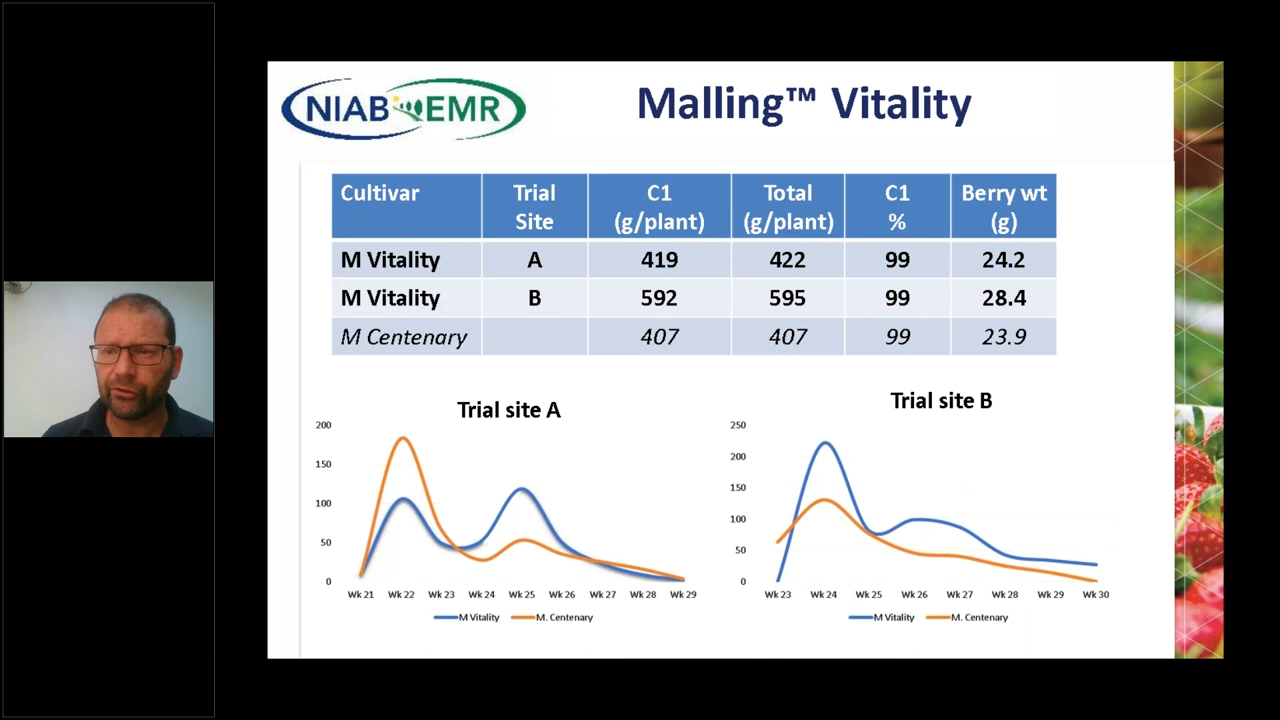 NIAB EMR
Malling™ Vitality
Cultivar Trial Site C1 (g/plant) Total (g/plant) C1 % Berry wt (g)
M Vitality A 419 422 99 24.2
M Vitality B 592 595 99 28.4
M Centenary 407 407 99 23.9
Trial site A
200
150
100
50
0
Wk 21 Wk 22 Wk 23 Wk 24 Wk 25 Wk 26 Wk 27 Wk 28 Wk 29
M Vitality M. Centenary
Trial site B
250
200
150
100
50
0
Wk 23 Wk 24 Wk 25 Wk 26 Wk 27 Wk 28 Wk 29 Wk 30
M Vitality M. Centenary